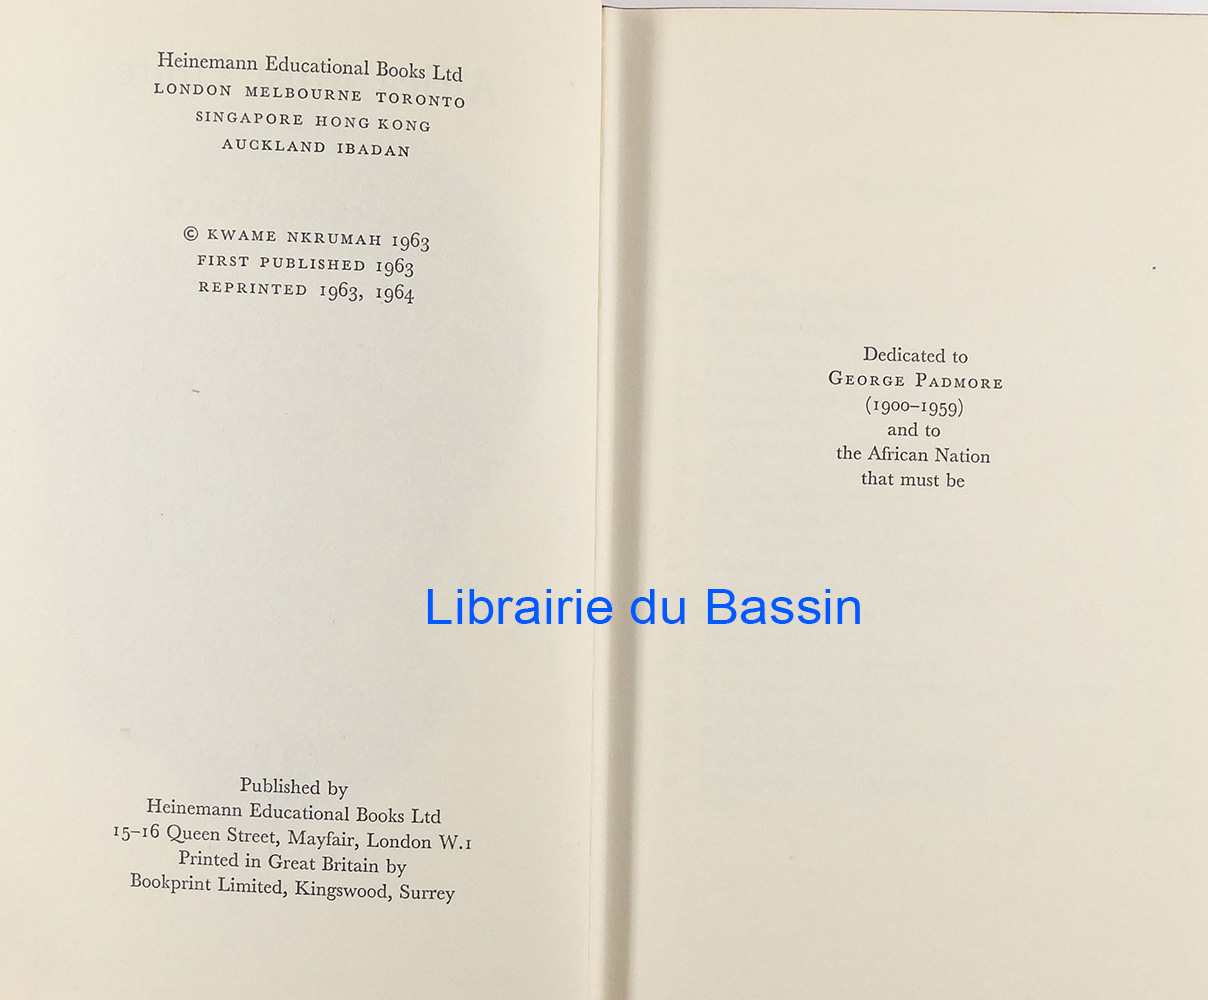 Heinemann Educational Books Ltd
LONDON MELBOURNE TORONTO
SINGAPORE HONG KONG
AUCKLAND IBADAN
© KWAME NKRUMAH 1963
FIRST PUBLISHED 1963
REPRINTED 1963, 1964
Published by
Heinemann Educational Books Ltd
15–16 Queen Street, Mayfair, London W.1
Printed in Great Britain by
Bookprint Limited, Kingswood, Surrey
Dedicated to
GEORGE PADMORE
(1900–1959)
and to
the African Nation
that must be
Librairie du Bassin